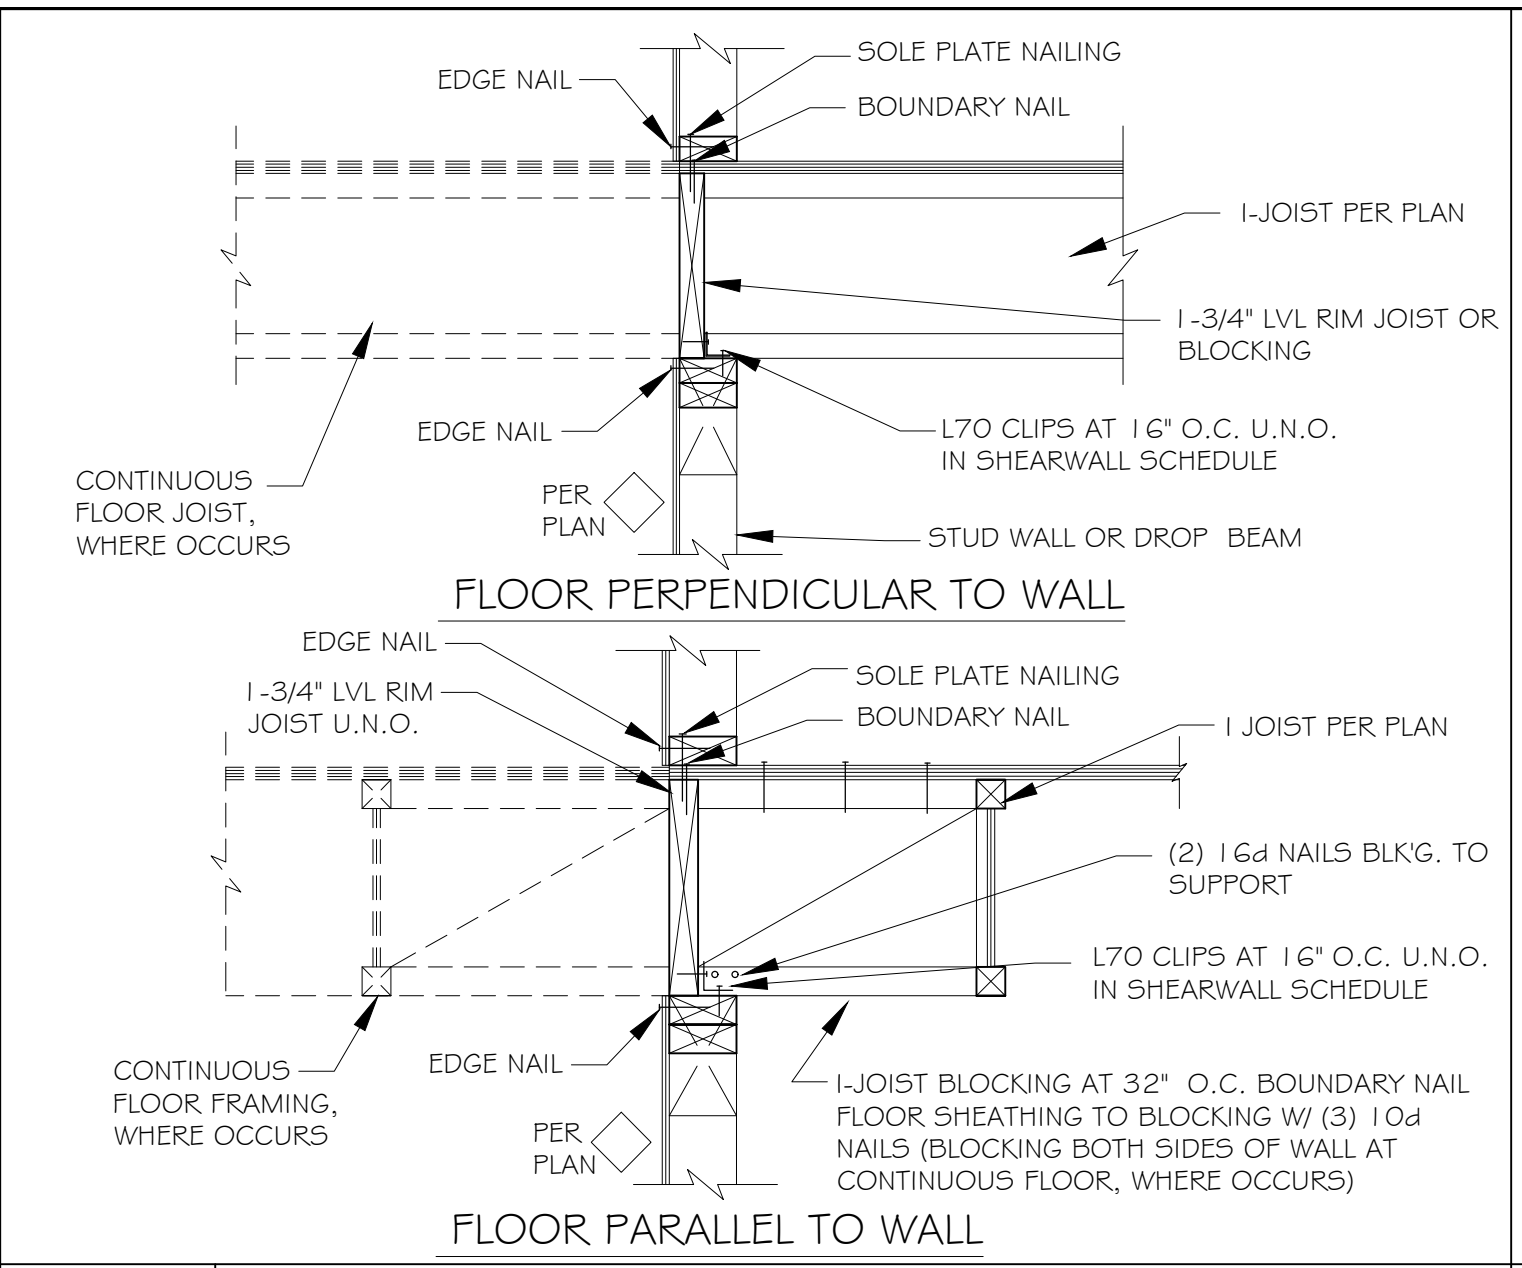 SOLE PLATE NAILING
EDGE NAIL
BOUNDARY NAIL
I-JOIST PER PLAN
1-3/4" LVL RIM JOIST OR
BLOCKING
EDGE NAIL
L70 CLIPS AT 16" O.C. U.N.O.
IN SHEARWALL SCHEDULE
CONTINUOUS
FLOOR JOIST,
WHERE OCCURS
PER
PLAN
STUD WALL OR DROP BEAM
FLOOR PERPENDICULAR TO WALL
EDGE NAIL
1-3/4" LVL RIM
JOIST U.N.O.
SOLE PLATE NAILING
BOUNDARY NAIL
I JOIST PER PLAN
(2) 16d NAILS BLK'G. TO
SUPPORT
L70 CLIPS AT 16" O.C. U.N.O.
IN SHEARWALL SCHEDULE
EDGE NAIL
CONTINUOUS
FLOOR FRAMING,
WHERE OCCURS
I-JOIST BLOCKING AT 32" O.C. BOUNDARY NAIL
FLOOR SHEATHING TO BLOCKING W/ (3) 10d
NAILS (BLOCKING BOTH SIDES OF WALL AT
CONTINUOUS FLOOR, WHERE OCCURS)
PER
PLAN
FLOOR PARALLEL TO WALL